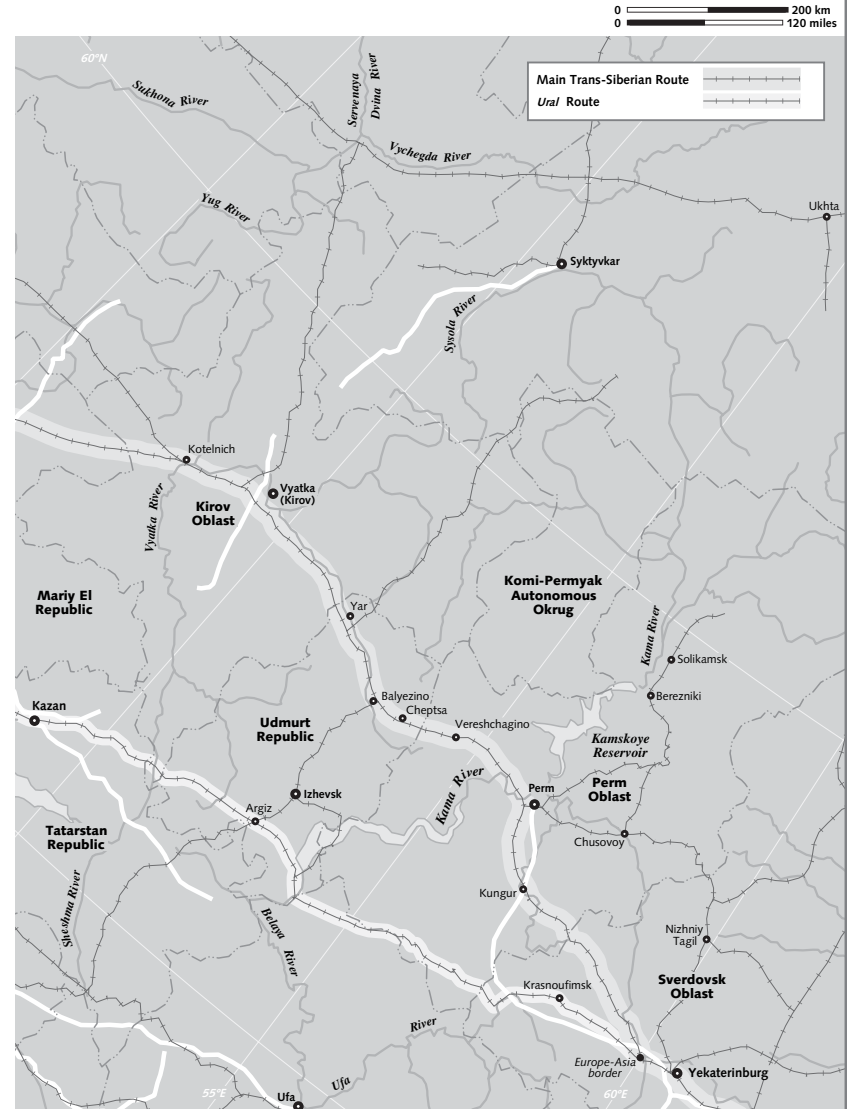 0 200 km
0 120 miles
60°N
Main Trans-Siberian Route
Ural Route
Sukhona River
Servenaya
Dvina River
Vychegda River
Yug River
Ukhta
Syktyvkar
Sysola River
Kotelnich
Vyatka
(Kirov)
Vyatka River
Kirov
Oblast
Mariy El
Republic
Komi-Permyak
Autonomous
Okrug
Yar
Kama River
Solikamsk
Berezniki
Kazan
Balyezino
Cheptsa
Udmurt
Republic
Vereshchagino
Kamskoye
Reservoir
Kama River
Izhevsk
Perm
Perm
Oblast
Argiz
Tatarstan
Republic
Chusovoy
Sheshma River
Kungur
Belaya
River
Nizhniy
Tagil
Krasnoufimsk
Sverdovsk
Oblast
River
Ufa
Europe-Asia
border
Yekaterinburg
55°E
Ufa
60°E